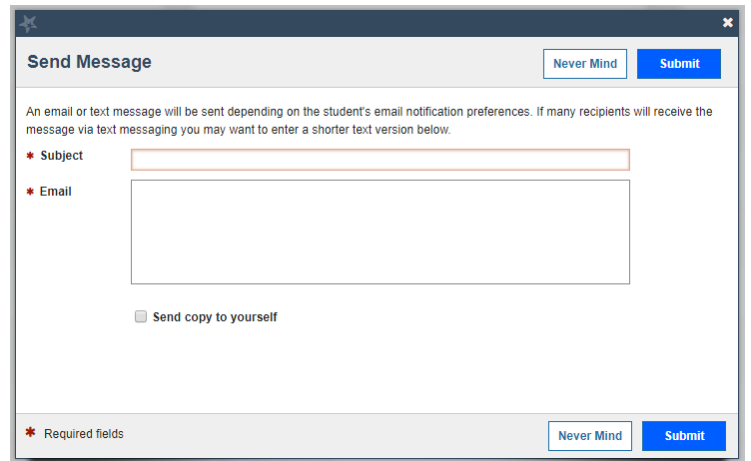 Send Message
Never Mind
Submit
An email or text message will be sent depending on the student's email notification preferences. If many recipients will receive the
message via text messaging you may want to enter a shorter text version below.
* Subject
* Email
Send copy to yourself
* Required fields
Never Mind
Submit